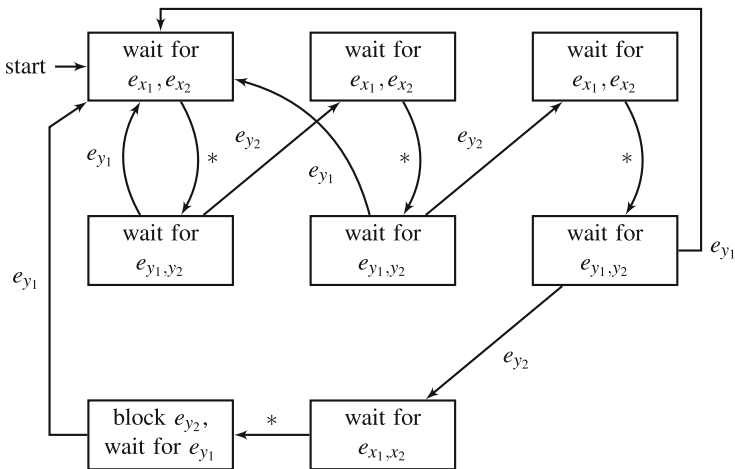 start
wait for
e_{x_1}, e_{x_2}
wait for
e_{x_1}, e_{x_2}
wait for
e_{x_1}, e_{x_2}
e_{y_1}
*
e_{y_2}
e_{y_1}
*
e_{y_2}
*
wait for
e_{y_1,y_2}
wait for
e_{y_1,y_2}
wait for
e_{y_1,y_2}
e_{y_1}
e_{y_1}
e_{y_2}
block e_{y_2},
wait for e_{y_1}
*
wait for
e_{x_1,x_2}